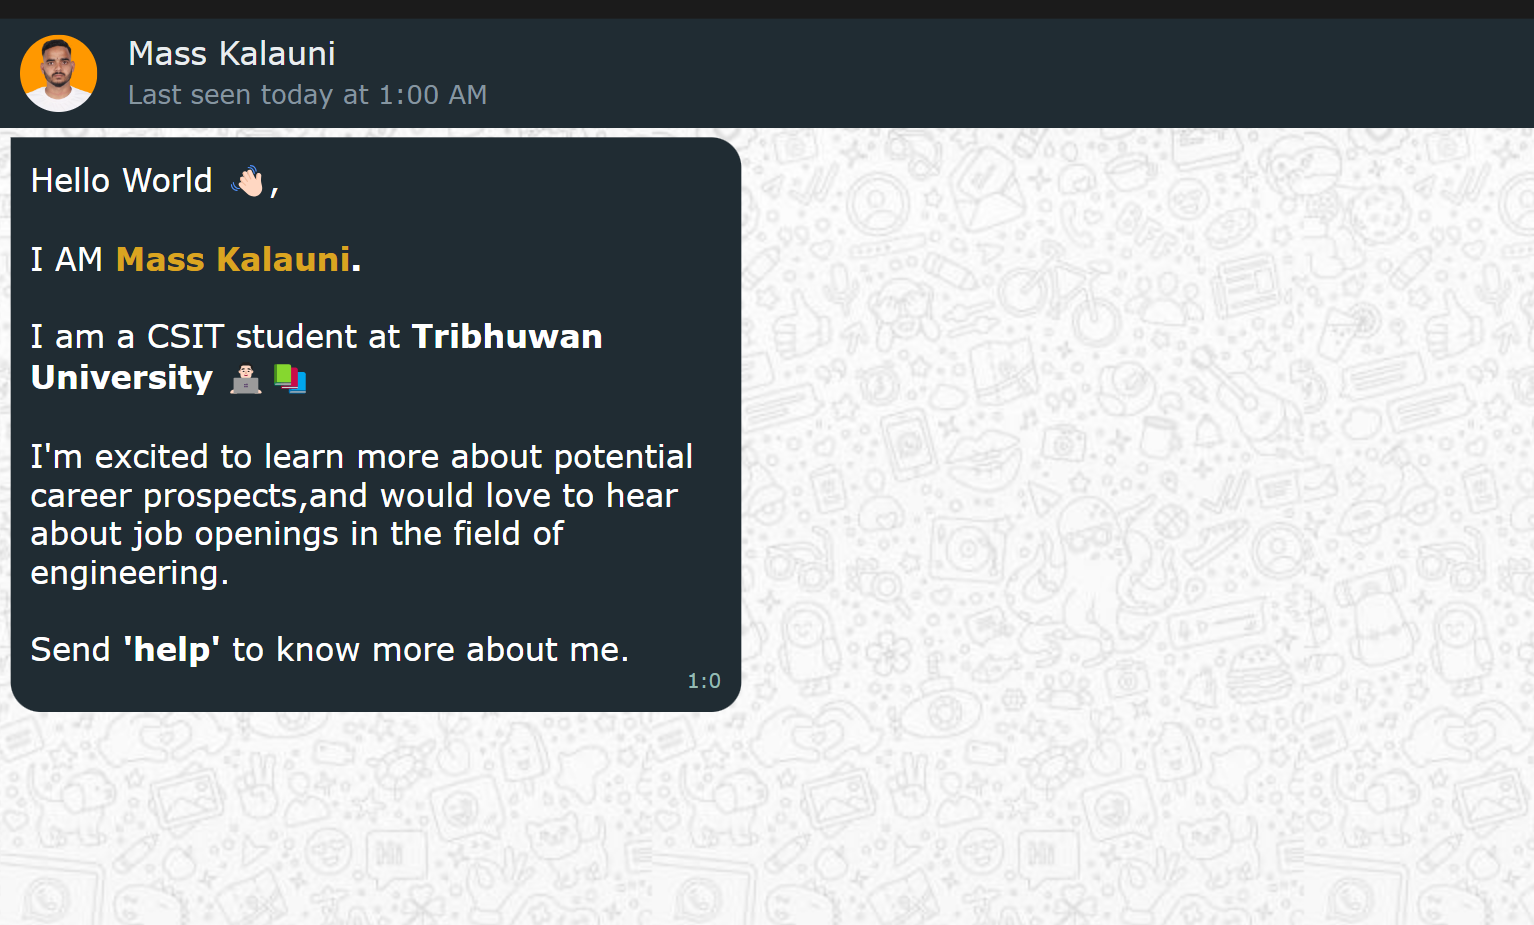 Mass Kalauni
Last seen today at 1:00 AM
Hello World 👋🏻,
I AM Mass Kalauni.
I am a CSIT student at Tribhuwan
University 👨🏻‍💻 📚
I'm excited to learn more about potential
career prospects,and would love to hear
about job openings in the field of
engineering.
Send 'help' to know more about me.
1:0
Hi
Hi